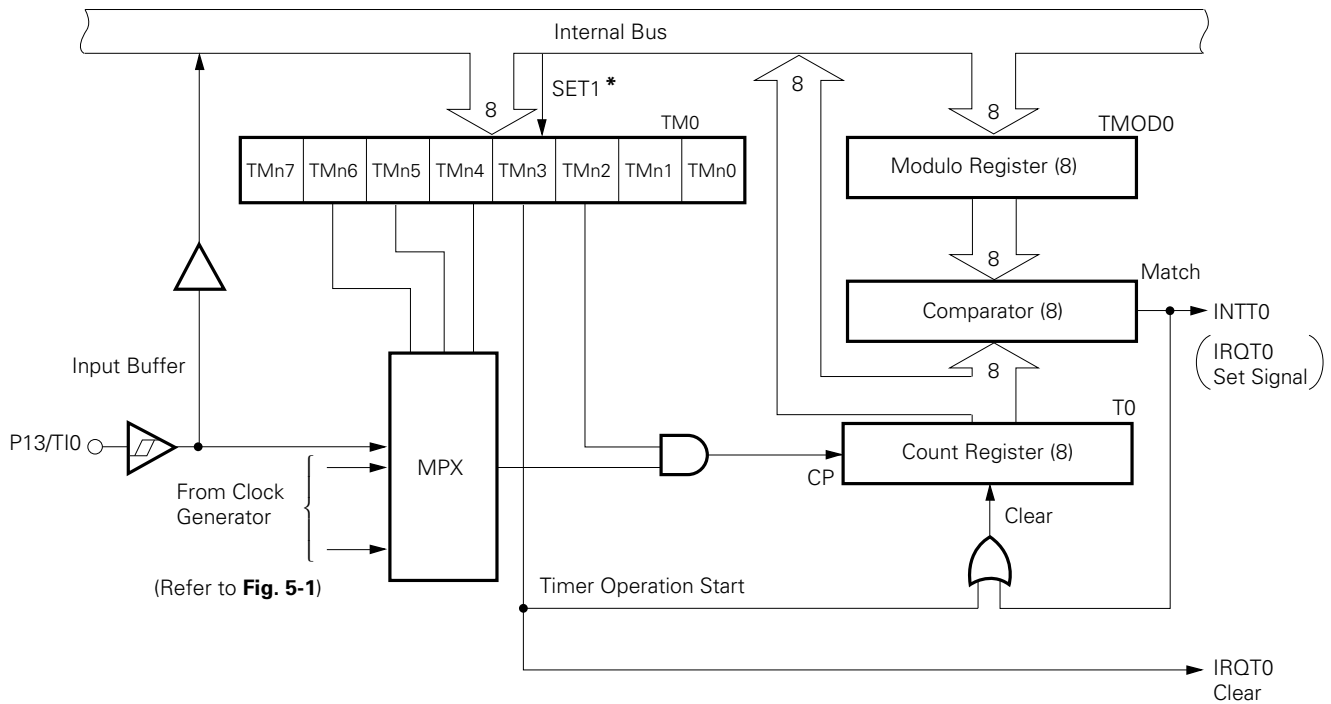 Internal Bus
8
SET1 *
8
8
TM0
TMOD0
TMn7 TMn6 TMn5 TMn4 TMn3 TMn2 TMn1 TMn0
Modulo Register (8)
8
Match
Comparator (8)
INTT0
(IRQT0
Set Signal)
8
Input Buffer
T0
P13/TI0
Count Register (8)
MPX
CP
From Clock
Generator
Clear
(Refer to Fig. 5-1)
Timer Operation Start
IRQT0
Clear